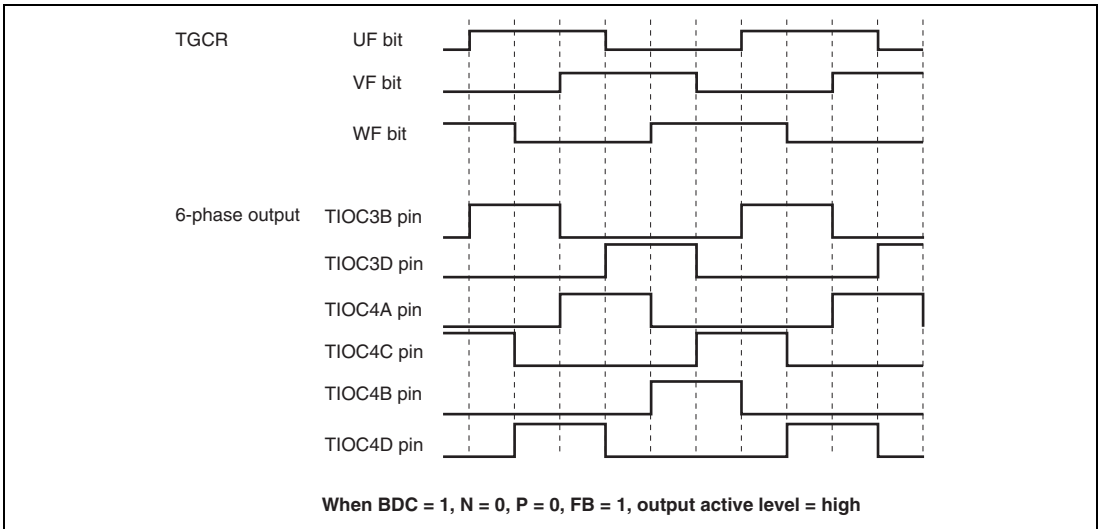 TGCR UF bit
VF bit
WF bit
6-phase output TIOC3B pin
TIOC3D pin
TIOC4A pin
TIOC4C pin
TIOC4B pin
TIOC4D pin
When BDC = 1, N = 0, P = 0, FB = 1, output active level = high